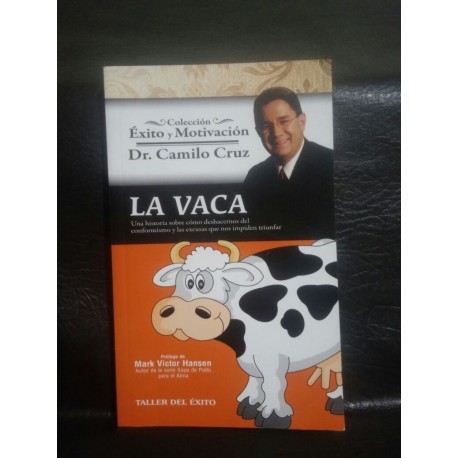 Colección
Éxito y Motivación
Dr. Camilo Cruz
LA VACA
Una historia sobre cómo deshacernos del
conformismo y las excusas que nos impiden triunfar
Prólogo de
Mark Victor Hansen
Autor de la serie Sopa de Pollo
para el Alma
TALLER DEL ÉXITO